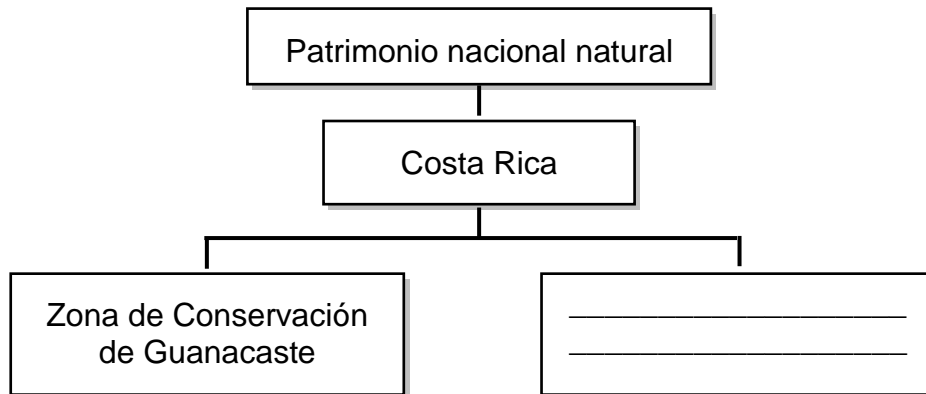 Patrimonio nacional natural
Costa Rica
Zona de Conservación
de Guanacaste